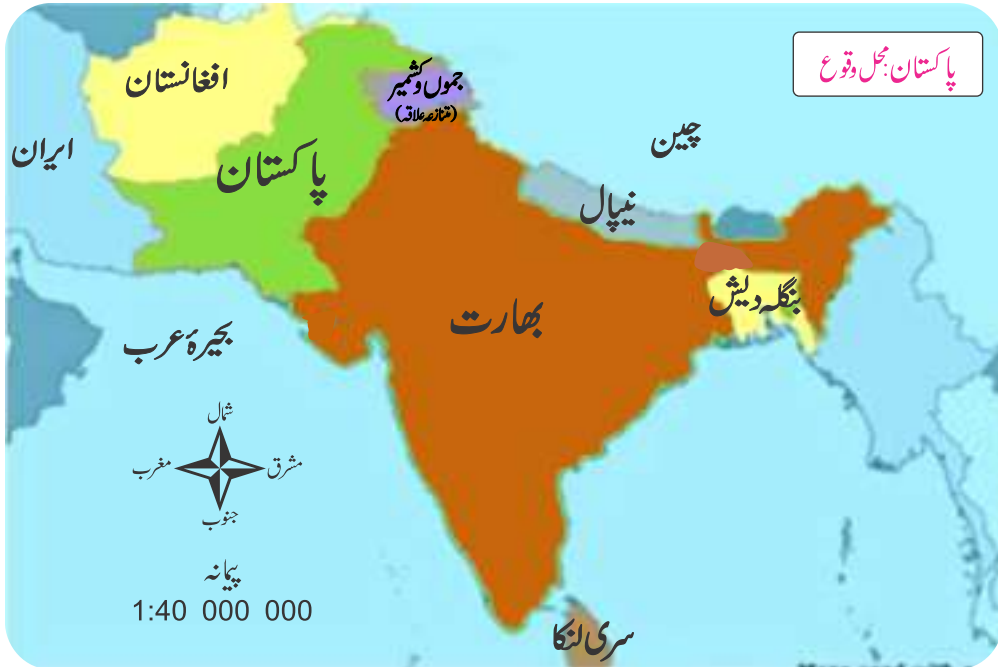 پاکستان: محل وقوع
افغانستان
جموں و کشمیر
(متنازعہ علاقہ)
ایران
پاکستان
چین
نیپال
بنگلہ دیش
بھارت
بحیرۂ عرب
شمال
مغرب
مشرق
جنوب
پیمانہ
1:40 000 000
سری لنکا